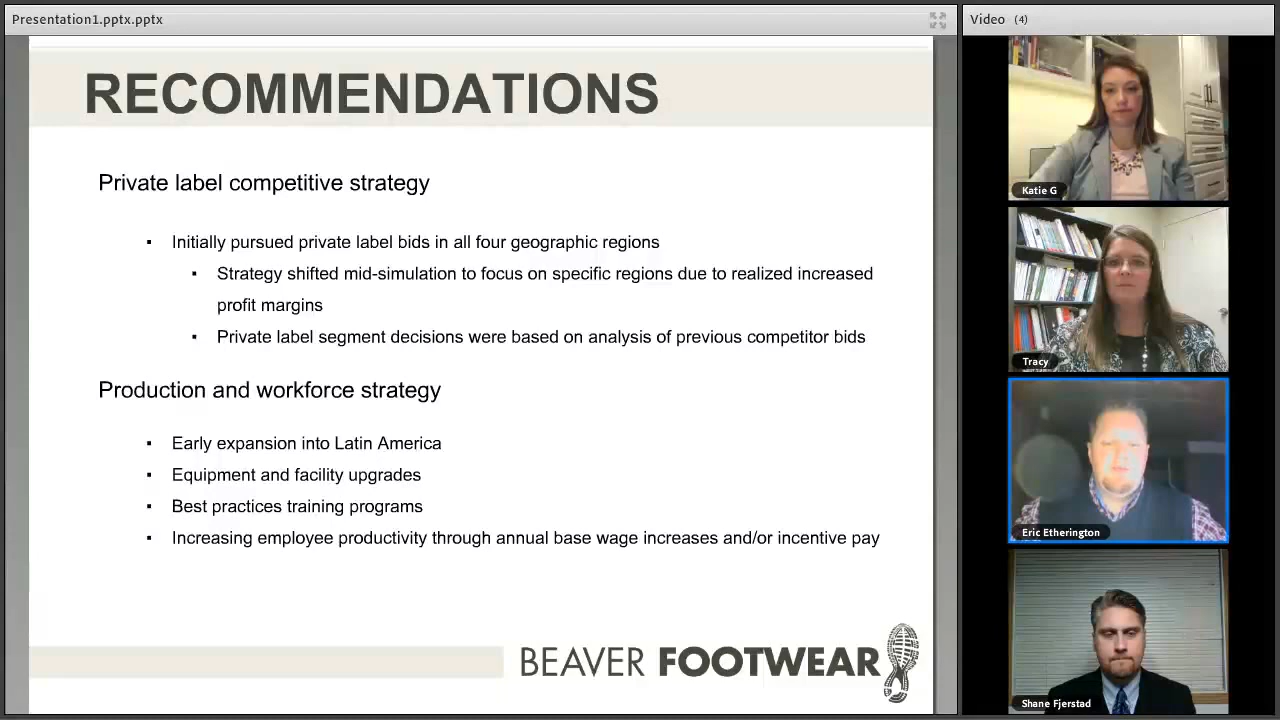 Presentation1.pptx.pptx
Video (4)
RECOMMENDATIONS
Private label competitive strategy
▪ Initially pursued private label bids in all four geographic regions
▪ Strategy shifted mid-simulation to focus on specific regions due to realized increased
profit margins
▪ Private label segment decisions were based on analysis of previous competitor bids
Production and workforce strategy
▪ Early expansion into Latin America
▪ Equipment and facility upgrades
▪ Best practices training programs
▪ Increasing employee productivity through annual base wage increases and/or incentive pay
BEAVER FOOTWEAR
Katie G
Tracy
Eric Etherington
Shane Fjerstad